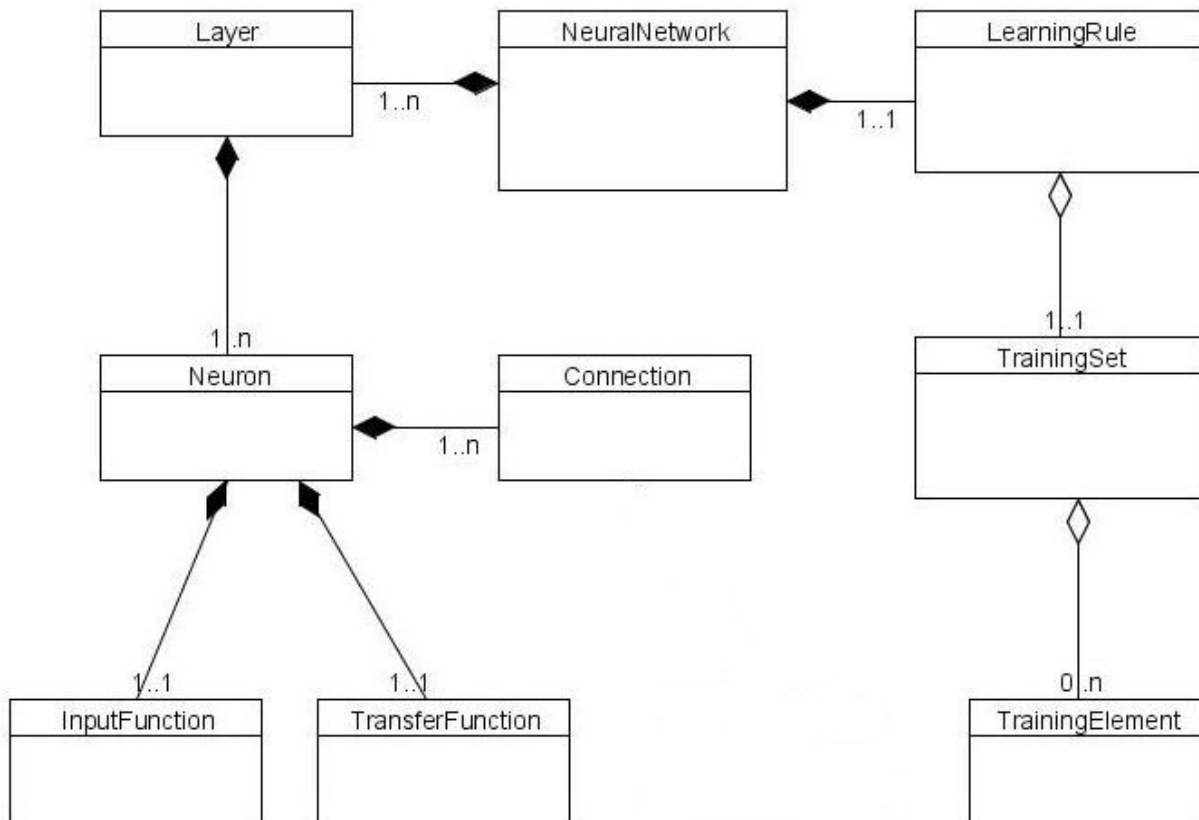 Layer
NeuralNetwork
LearningRule
1..n
1..1
1..n
1..1
Neuron
Connection
TrainingSet
1..n
1..1
1..1
0..n
InputFunction
TransferFunction
TrainingElement